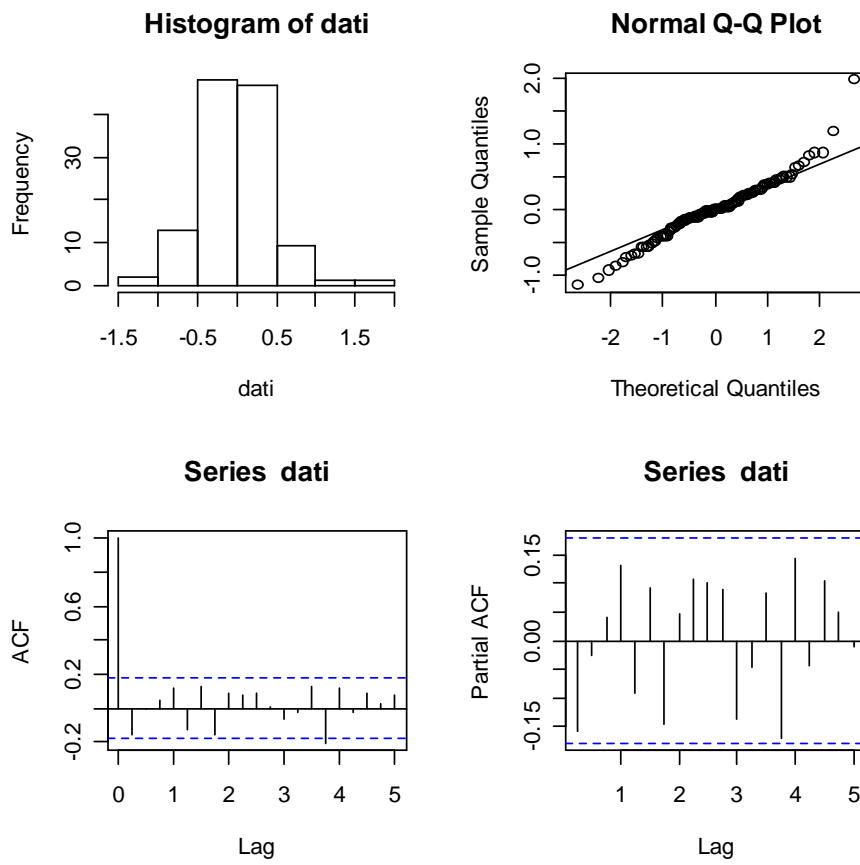 Histogram of dati
Frequency
0 10 30
-1.5 -0.5 0.5 1.5
dati
Normal Q-Q Plot
Sample Quantiles
-1.0 0.0 1.0 2.0
-2 -1 0 1 2
Theoretical Quantiles
Series dati
ACF
-0.2 0.2 0.6 1.0
0 1 2 3 4 5
Lag
Series dati
Partial ACF
-0.15 0.00 0.15
1 2 3 4 5
Lag